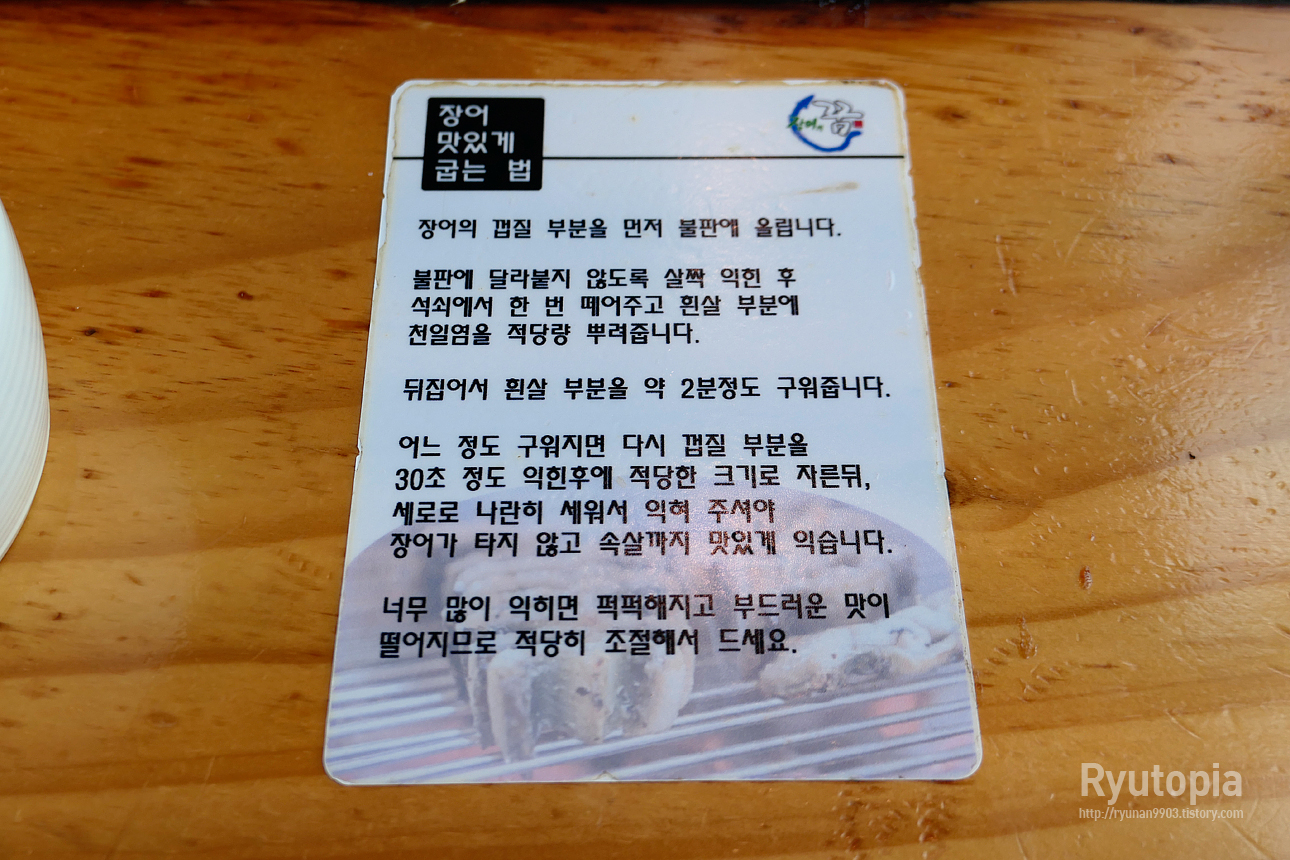 장어
맛있게
굽는 법
장어의 껍질 부분을 먼저 불판에 올립니다.
불판에 달라붙지 않도록 살짝 익힌 후
석쇠에서 한 번 떼어주고 흰살 부분에
천일염을 적당량 뿌려줍니다.
뒤집어서 흰살 부분을 약 2분정도 구워줍니다.
어느 정도 구워지면 다시 껍질 부분을
30초 정도 익힌후에 적당한 크기로 자른뒤,
세로로 나란히 세워서 익혀 주셔야
장어가 타지 않고 속살까지 맛있게 익습니다.
너무 많이 익히면 퍽퍽해지고 부드러운 맛이
떨어지므로 적당히 조절해서 드세요.
Ryutopia
http://ryunan9903.tistory.com